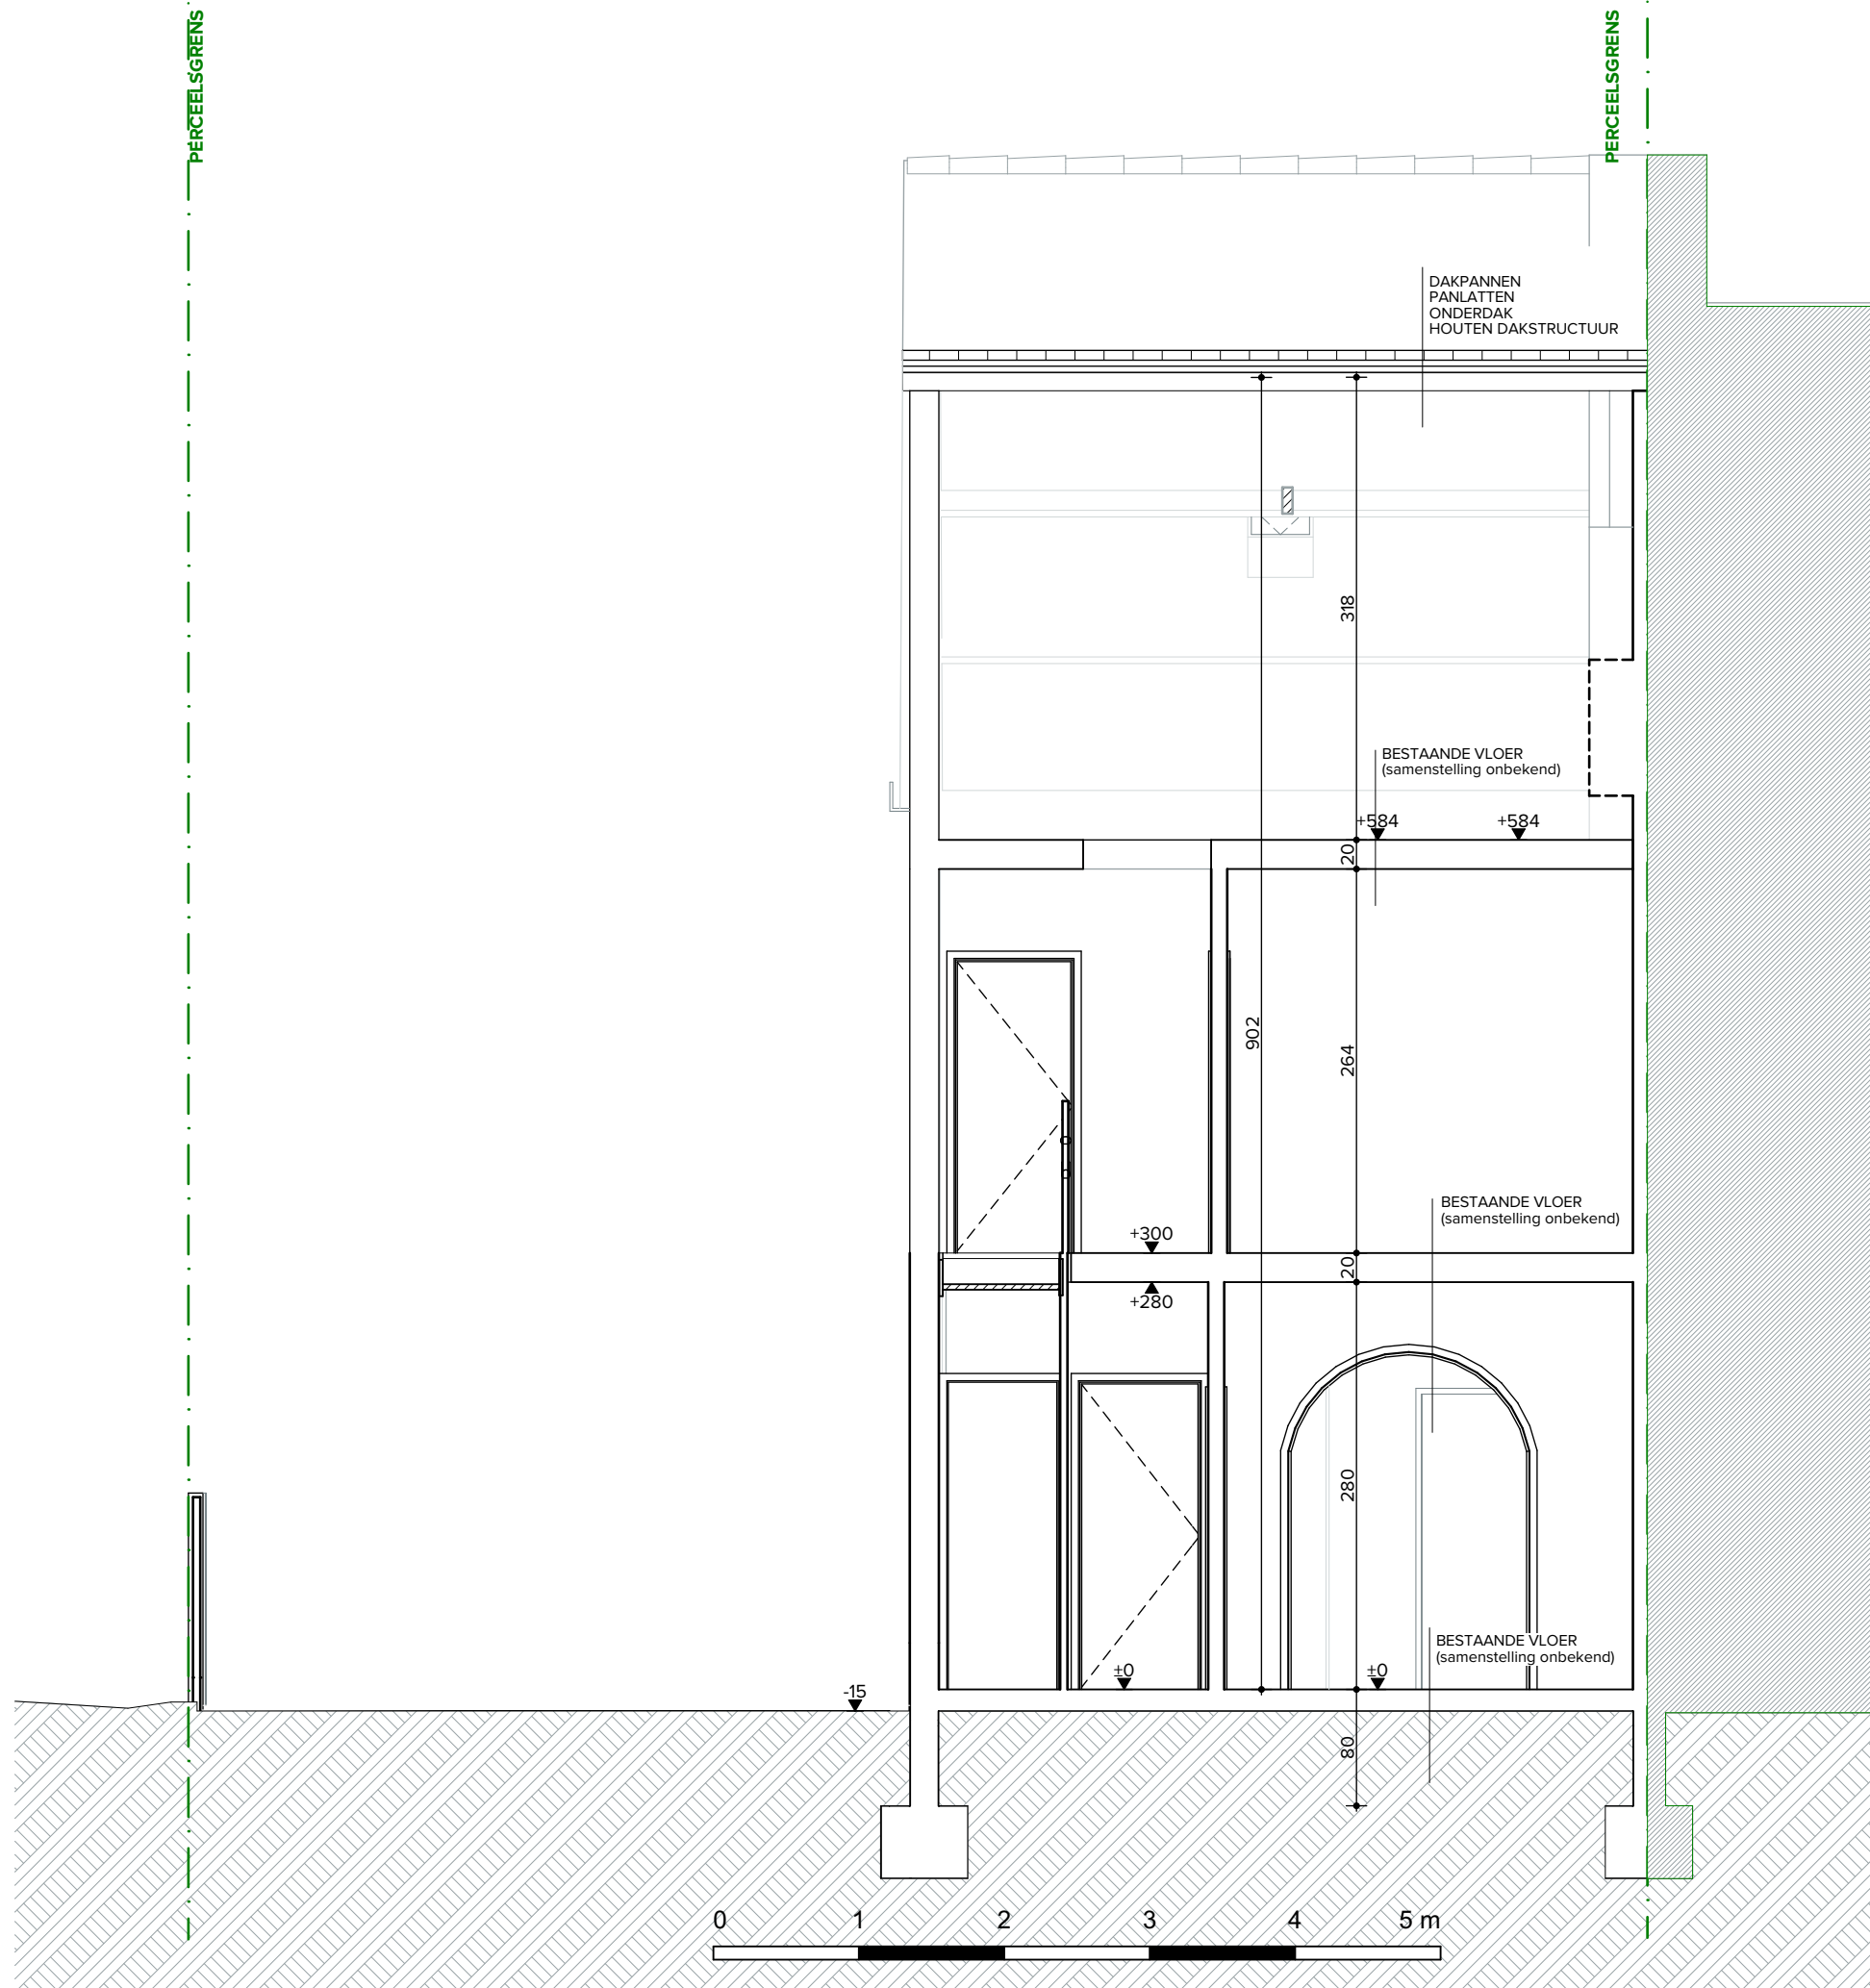 PERCEELSGRENS
PERCEELSGRENS
DAKPANNEN
PANLATTEN
ONDERDAK
HOUTEN DAKSTRUCTUUR
318
BESTAANDE VLOER
(samenstelling onbekend)
+584
+584
20
902
264
BESTAANDE VLOER
(samenstelling onbekend)
+300
20
+280
280
BESTAANDE VLOER
(samenstelling onbekend)
±0
±0
-15
80
0 1 2 3 4 5 m